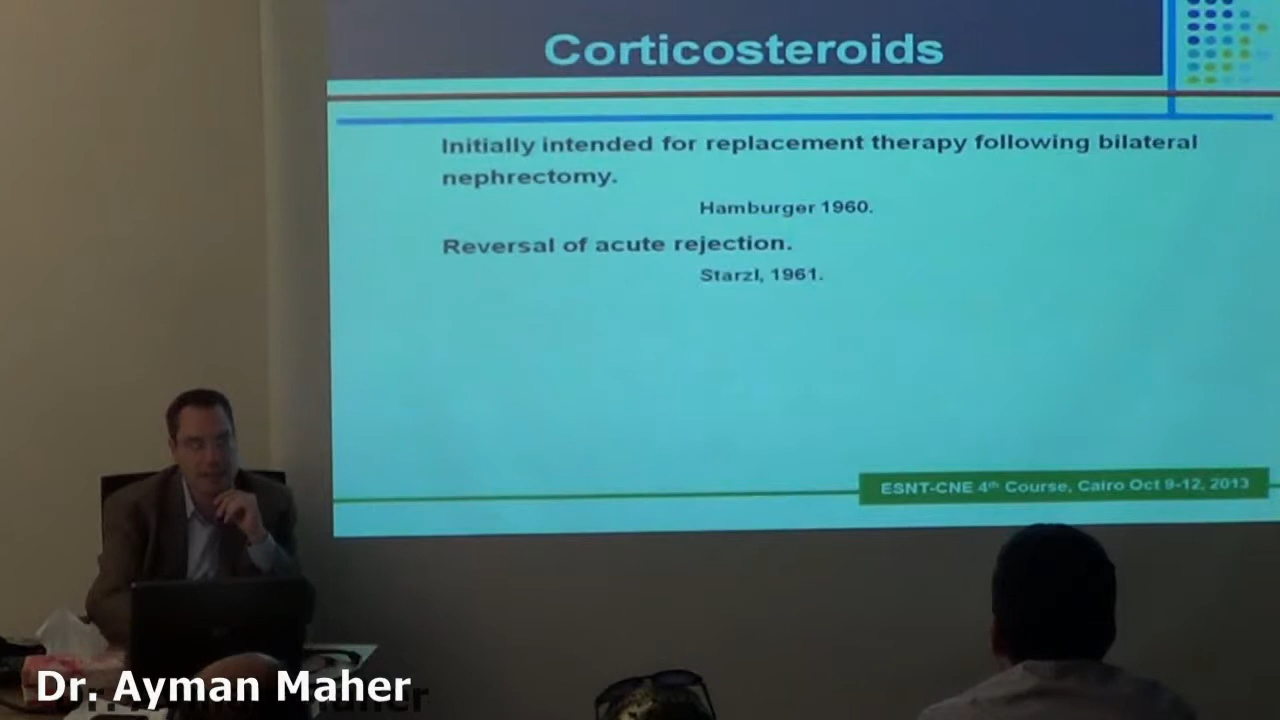 Corticosteroids
Initially intended for replacement therapy following bilateral
nephrectomy.
Hamburger 1960.
Reversal of acute rejection.
Starzl, 1961.
ESNT-CNE 4th Course, Cairo Oct 9-12, 2013
Dr. Ayman Maher